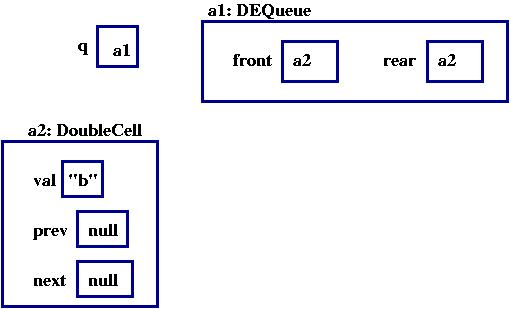 a1: DEQueue
q a1
front a2 rear a2
a2: DoubleCell
val "b"
prev null
next null